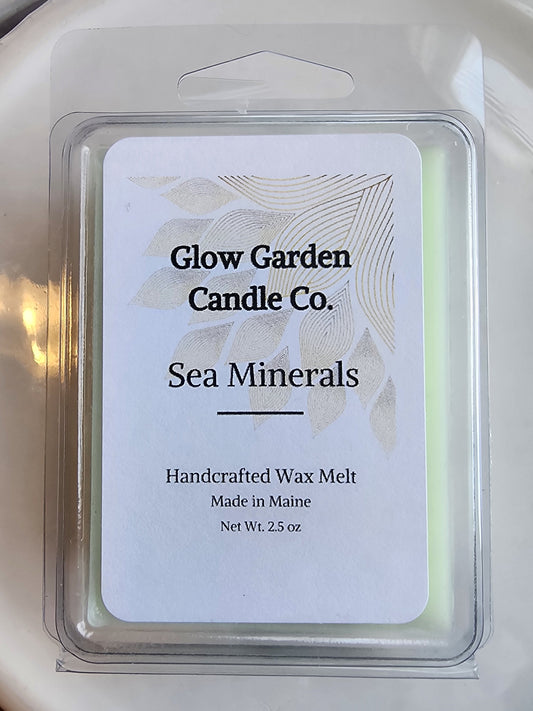 Glow Garden
Candle Co.
Sea Minerals
Handcrafted Wax Melt
Made in Maine
Net Wt. 2.5 oz